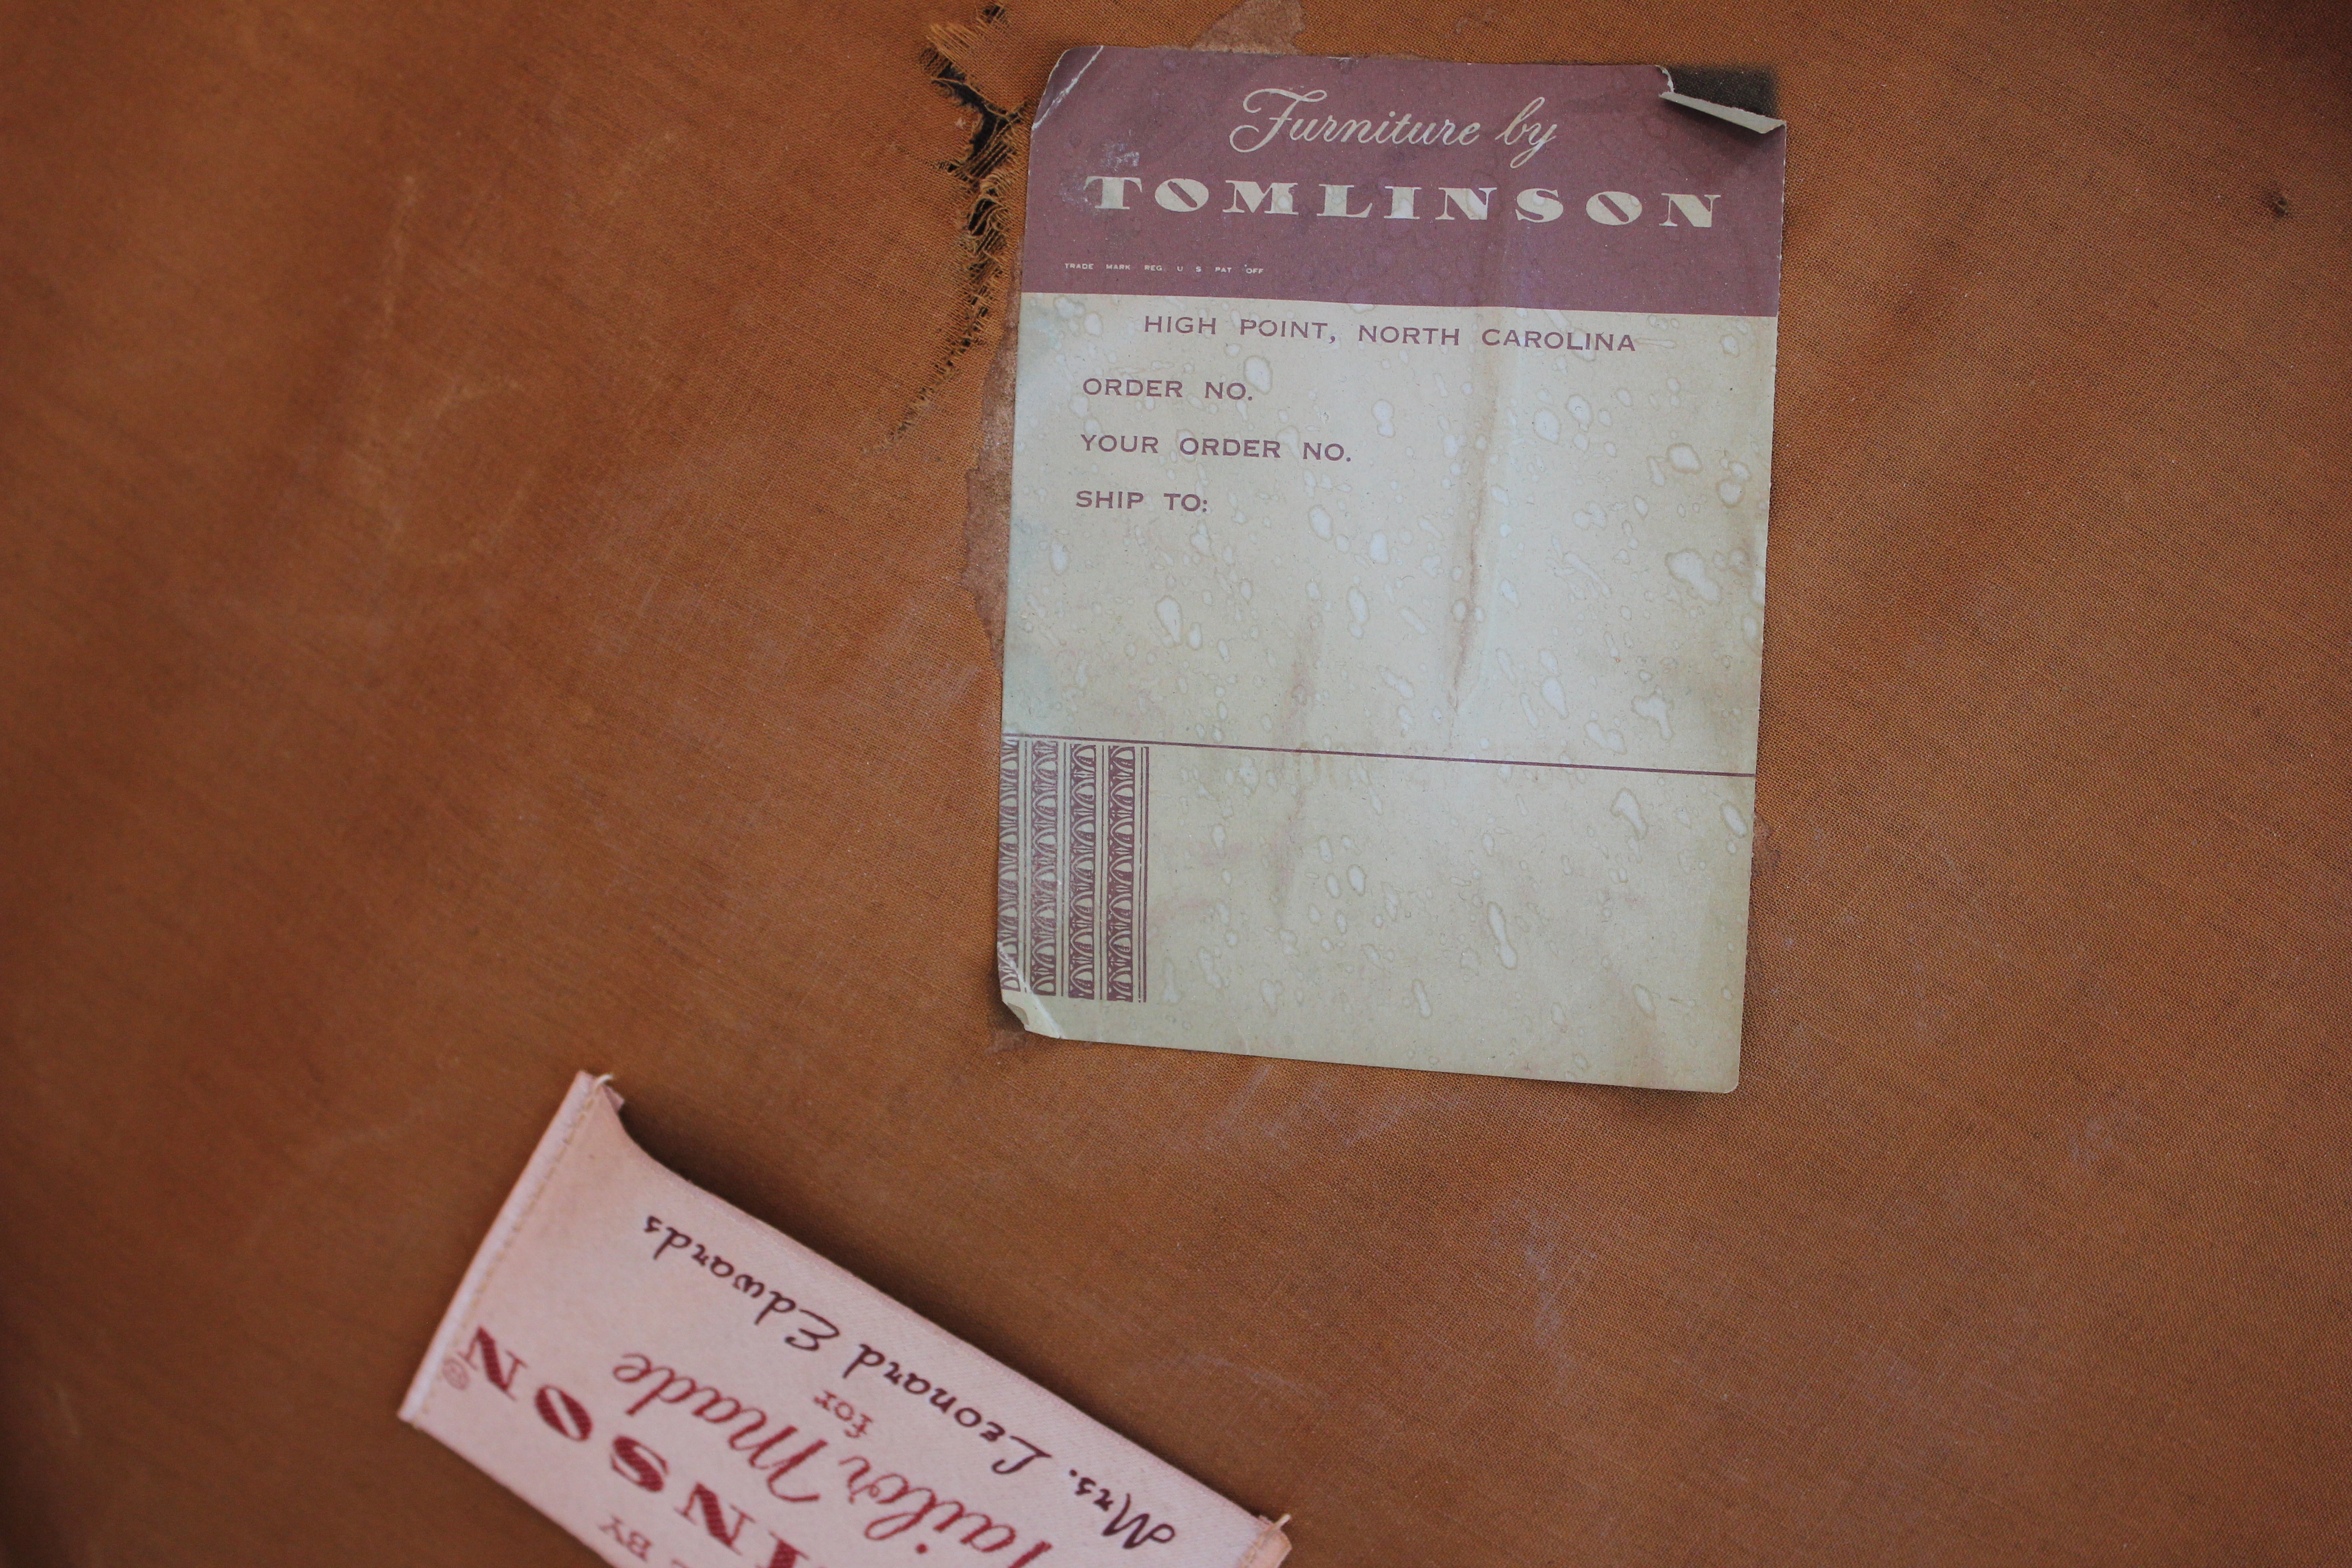 Furniture by
TOMLINSON
TRADE MARK REG. U S PAT OFF
HIGH POINT, NORTH CAROLINA
ORDER NO.
YOUR ORDER NO.
SHIP TO:
BY
INSON®
Tailor Made
for
Mrs. Leonard Edwards